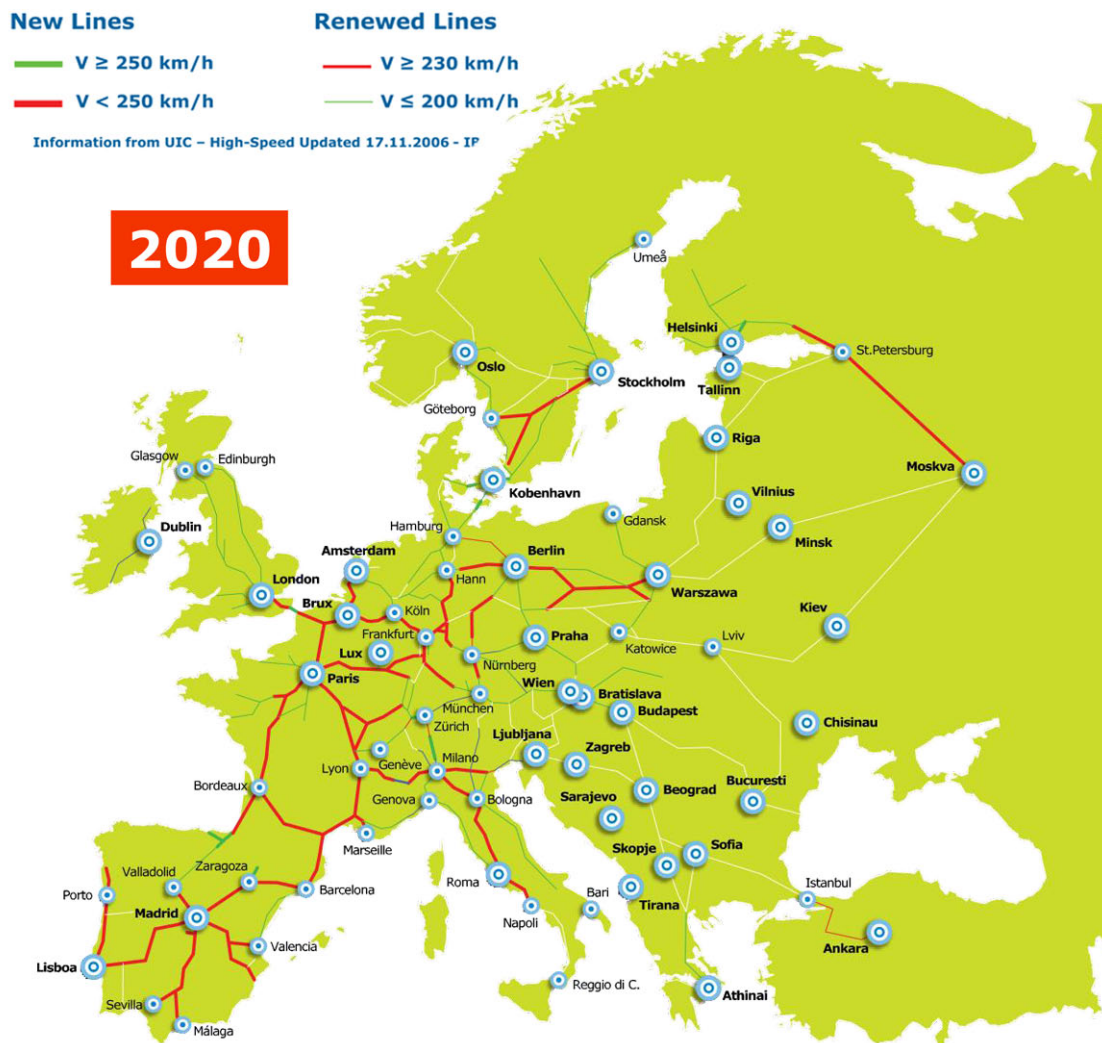 New Lines
Renewed Lines
V ≥ 250 km/h
V ≥ 230 km/h
V < 250 km/h
V ≤ 200 km/h
Information from UIC – High-Speed Updated 17.11.2006 -
2020
Umeå
Helsinki
Oslo
St.Petersburg
Tallinn
Stockholm
Göteborg
Riga
Glasgow
Edinburgh
Moskva
Kobenhavn
Vilnius
Gdansk
Dublin
Hamburg
Minsk
Amsterdam
Berlin
London
Hann
Warszawa
Brux
Köln
Kiev
Frankfurt
Praha
Katowice
Lviv
Lux
Nürnberg
Paris
Wien
Bratislava
München
Budapest
Zürich
Chisinau
Ljubljana
Zagreb
Genève
Milano
Lyon
Bordeaux
Genova
Bologna
Sarajevo
Beograd
Bucuresti
Marseille
Skopje
Sofia
Zaragoza
Valladolid
Barcelona
Roma
Bari
Tirana
Istanbul
Porto
Napoli
Madrid
Ankara
Valencia
Lisboa
Reggio di C.
Athinai
Sevilla
Málaga